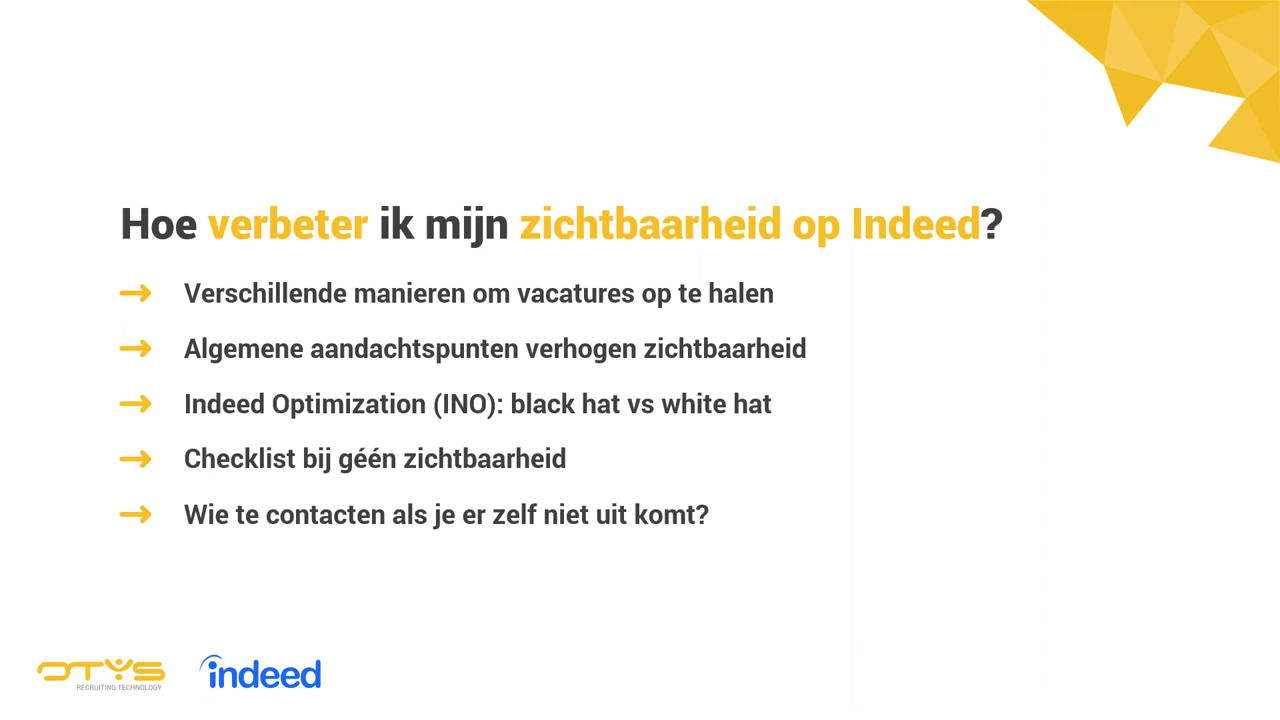 Hoe verbeter ik mijn zichtbaarheid op Indeed?
Verschillende manieren om vacatures op te halen
Algemene aandachtspunten verhogen zichtbaarheid
Indeed Optimization (INO): black hat vs white hat
Checklist bij géén zichtbaarheid
Wie te contacten als je er zelf niet uit komt?
OTYS
RECRUITING TECHNOLOGY
indeed